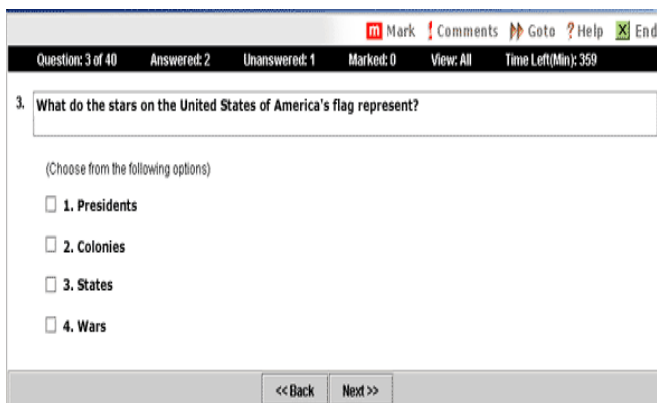 m Mark ! Comments Goto ? Help X End
Question: 3 of 40 Answered: 2 Unanswered: 1 Marked: 0 View: All Time Left(Min): 359
3. What do the stars on the United States of America's flag represent?
(Choose from the following options)
1. Presidents
2. Colonies
3. States
4. Wars
<< Back Next >>